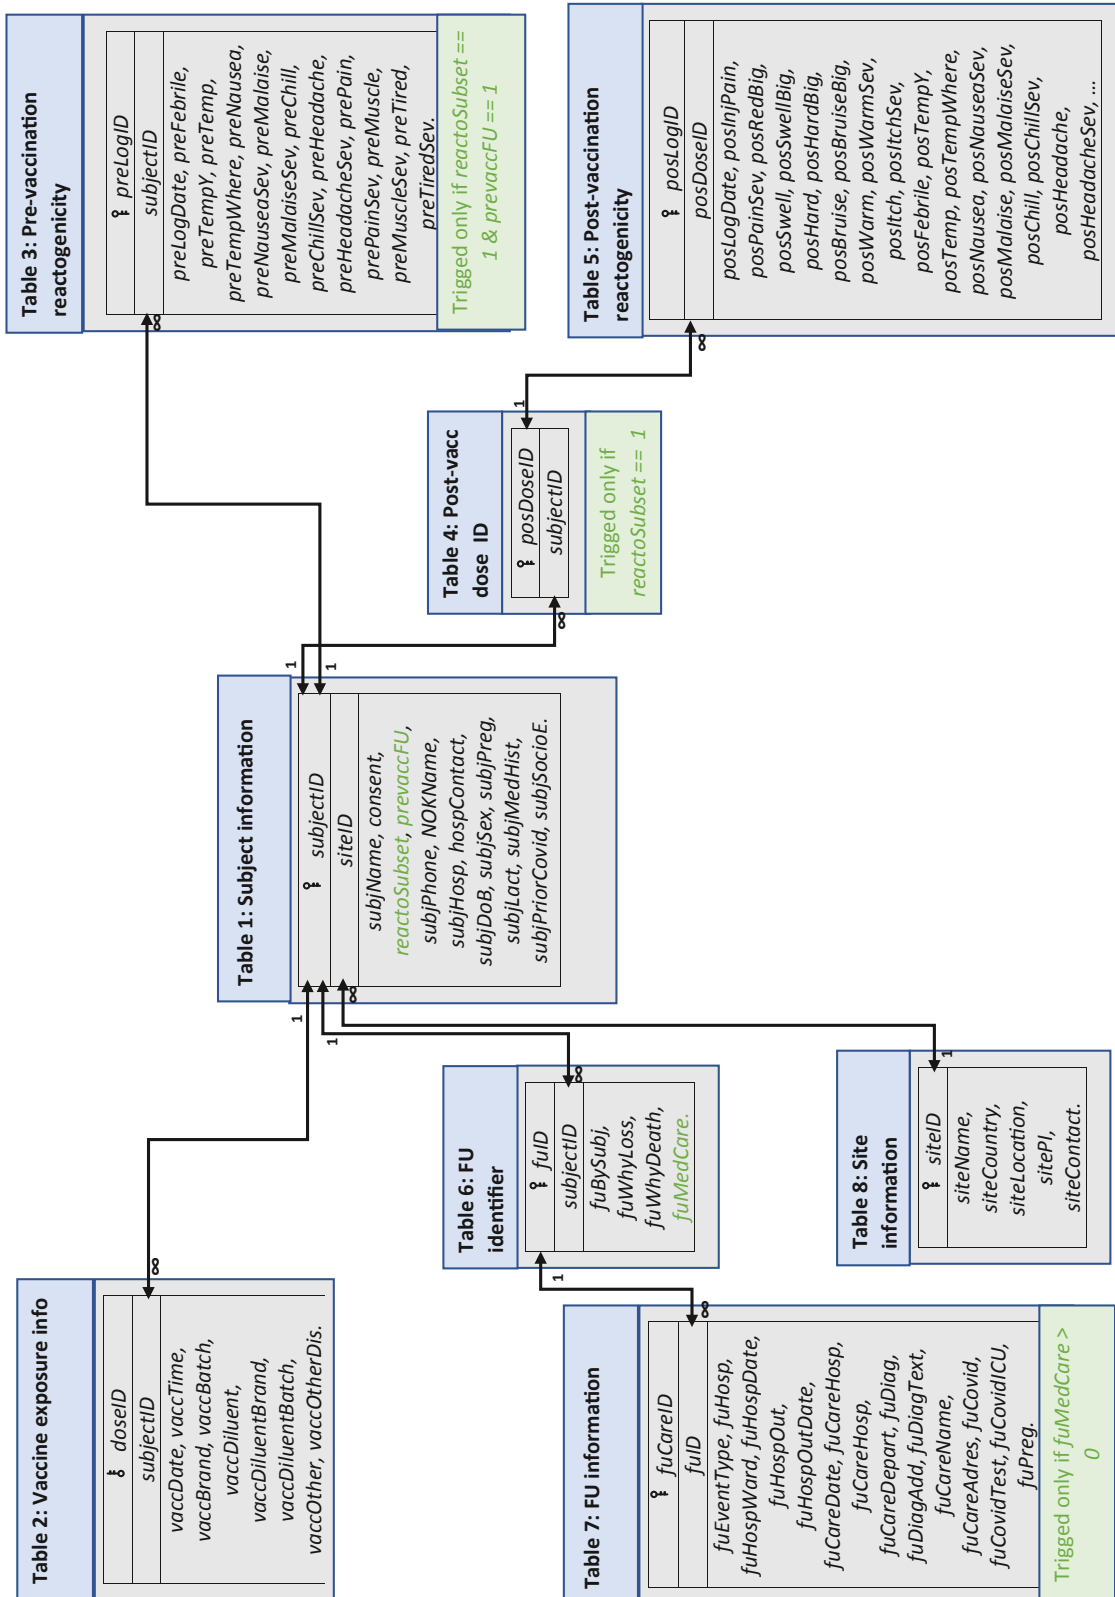 Table 2: Vaccine exposure info
doseID
subjectID
vaccDate, vaccTime,
vaccBrand, vaccBatch,
vaccDiluent,
vaccDiluentBrand,
vaccDiluentBatch,
vaccOther, vaccOtherDis.
∞
1
Table 1: Subject information
subjectID
siteID
subjName, consent,
reactoSubset, prevaccFU,
subjPhone, NOKName,
subjHosp, hospContact,
subjDoB, subjSex, subjPreg,
subjLact, subjMedHist,
subjPriorCovid, subjSocioE.
1
∞
1
1
Table 3: Pre-vaccination
reactogenicity
preLogID
subjectID
preLogDate, preFebrile,
preTempY, preTemp,
preTempWhere, preNausea,
preNauseaSev, preMalaise,
preMalaiseSev, preChill,
preChillSev, preHeadache,
preHeadacheSev, prePain,
prePainSev, preMuscle,
preMuscleSev, preTired,
preTiredSev.
Trigged only if reactoSubset ==
1 & prevaccFU == 1
∞
Table 4: Post-vacc
dose ID
posDoseID
subjectID
Trigged only if
reactoSubset == 1
∞
1
Table 5: Post-vaccination
reactogenicity
posLogID
posDoseID
posLogDate, posInjPain,
posPainSev, posRedBig,
posSwell, posSwellBig,
posHard, posHardBig,
posBruise, posBruiseBig,
posWarm, posWarmSev,
posItch, posItchSev,
posFebrile, posTempY,
posTemp, posTempWhere,
posNausea, posNauseaSev,
posMalaise, posMalaiseSev,
posChill, posChillSev,
posHeadache,
posHeadacheSev, ...
∞
Table 6: FU
identifier
fuID
subjectID
fuBySubj,
fuWhyLoss,
fuWhyDeath,
fuMedCare.
∞
1
Table 7: FU information
fuCareID
fuID
fuEventType, fuHosp,
fuHospWard, fuHospDate,
fuHospOut,
fuHospOutDate,
fuCareDate, fuCareHosp,
fuCareHosp,
fuCareDepart, fuDiag,
fuDiagAdd, fuDiagText,
fuCareName,
fuCareAdres, fuCovid,
fuCovidTest, fuCovidICU,
fuPreg.
Trigged only if fuMedCare >
0
∞
Table 8: Site
information
siteID
siteName,
siteCountry,
siteLocation,
sitePI,
siteContact.
1